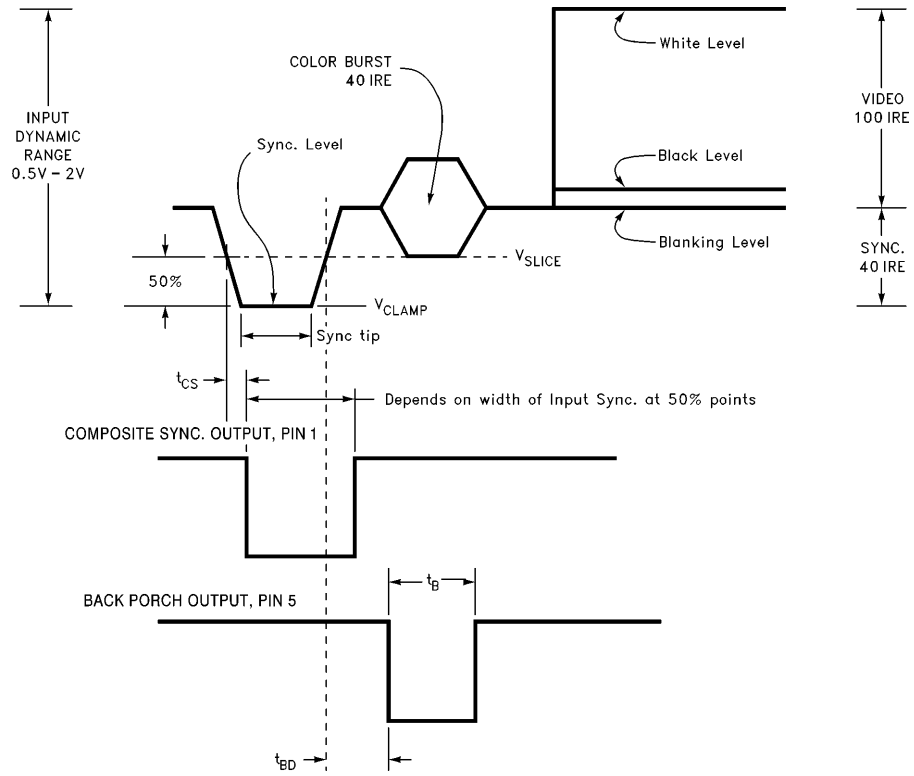 White Level
COLOR BURST
40 IRE
INPUT
DYNAMIC
RANGE
0.5V – 2V
VIDEO
100 IRE
Sync. Level
Black Level
Blanking Level
V_SLICE
SYNC.
40 IRE
50%
V_CLAMP
Sync tip
t_CS
Depends on width of Input Sync. at 50% points
COMPOSITE SYNC. OUTPUT, PIN 1
t_B
BACK PORCH OUTPUT, PIN 5
t_BD